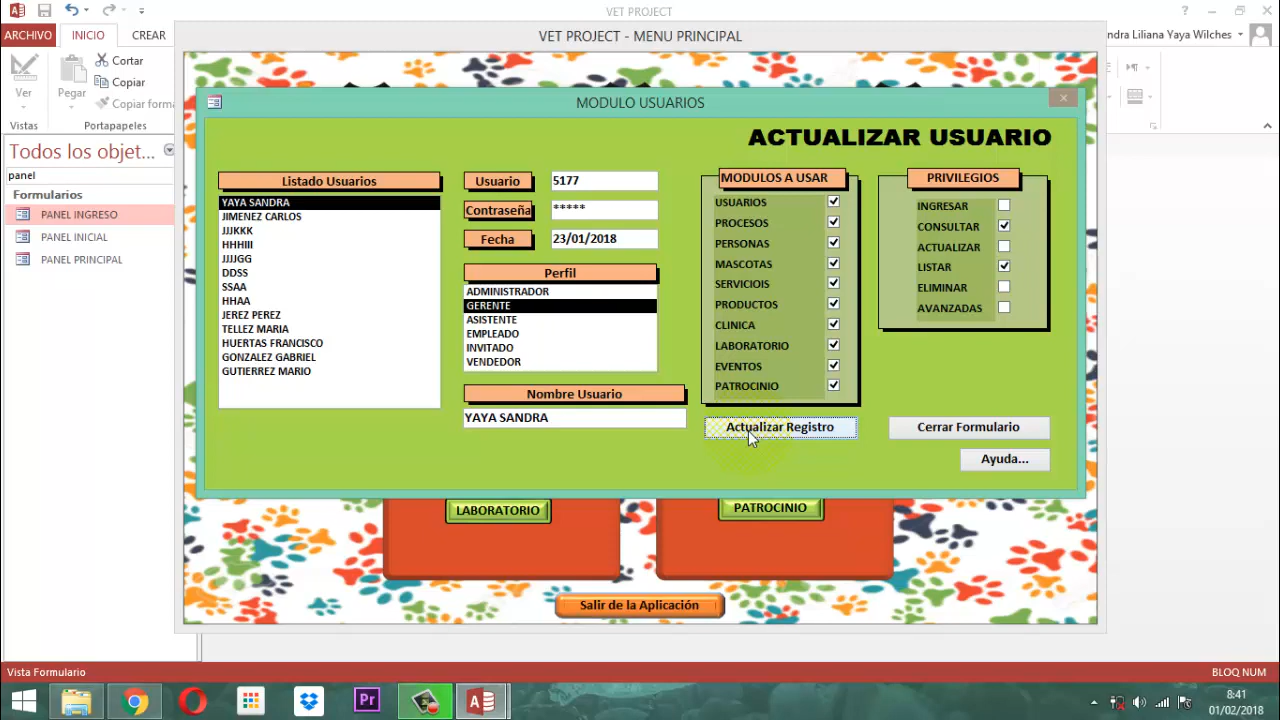 VET PROJECT
ARCHIVO
INICIO
CREAR
ndra Liliana Yaya Wilches
VET PROJECT - MENU PRINCIPAL
Ver
Pegar
Cortar
Copiar
Copiar forma
Vistas
Portapapeles
Todos los objet...
panel
Formularios
PANEL INGRESO
PANEL INICIAL
PANEL PRINCIPAL
MODULO USUARIOS
ACTUALIZAR USUARIO
Listado Usuarios
YAYA SANDRA
JIMENEZ CARLOS
JJJKKK
HHHIII
JJJJGG
DDSS
SSAA
HHAA
JEREZ PEREZ
TELLEZ MARIA
HUERTAS FRANCISCO
GONZALEZ GABRIEL
GUTIERREZ MARIO
Usuario
5177
Contraseña
*****
Fecha
23/01/2018
Perfil
ADMINISTRADOR
GERENTE
ASISTENTE
EMPLEADO
INVITADO
VENDEDOR
Nombre Usuario
YAYA SANDRA
MODULOS A USAR
USUARIOS
PROCESOS
PERSONAS
MASCOTAS
SERVICIOIS
PRODUCTOS
CLINICA
LABORATORIO
EVENTOS
PATROCINIO
PRIVILEGIOS
INGRESAR
CONSULTAR
ACTUALIZAR
LISTAR
ELIMINAR
AVANZADAS
Actualizar Registro
Cerrar Formulario
Ayuda...
LABORATORIO
PATROCINIO
Salir de la Aplicación
Vista Formulario
BLOQ NUM
Pr
8:41
01/02/2018